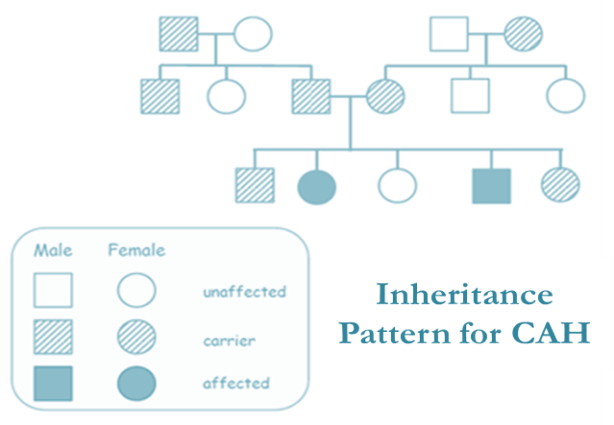 Male Female
unaffected
carrier
affected
Inheritance
Pattern for CAH